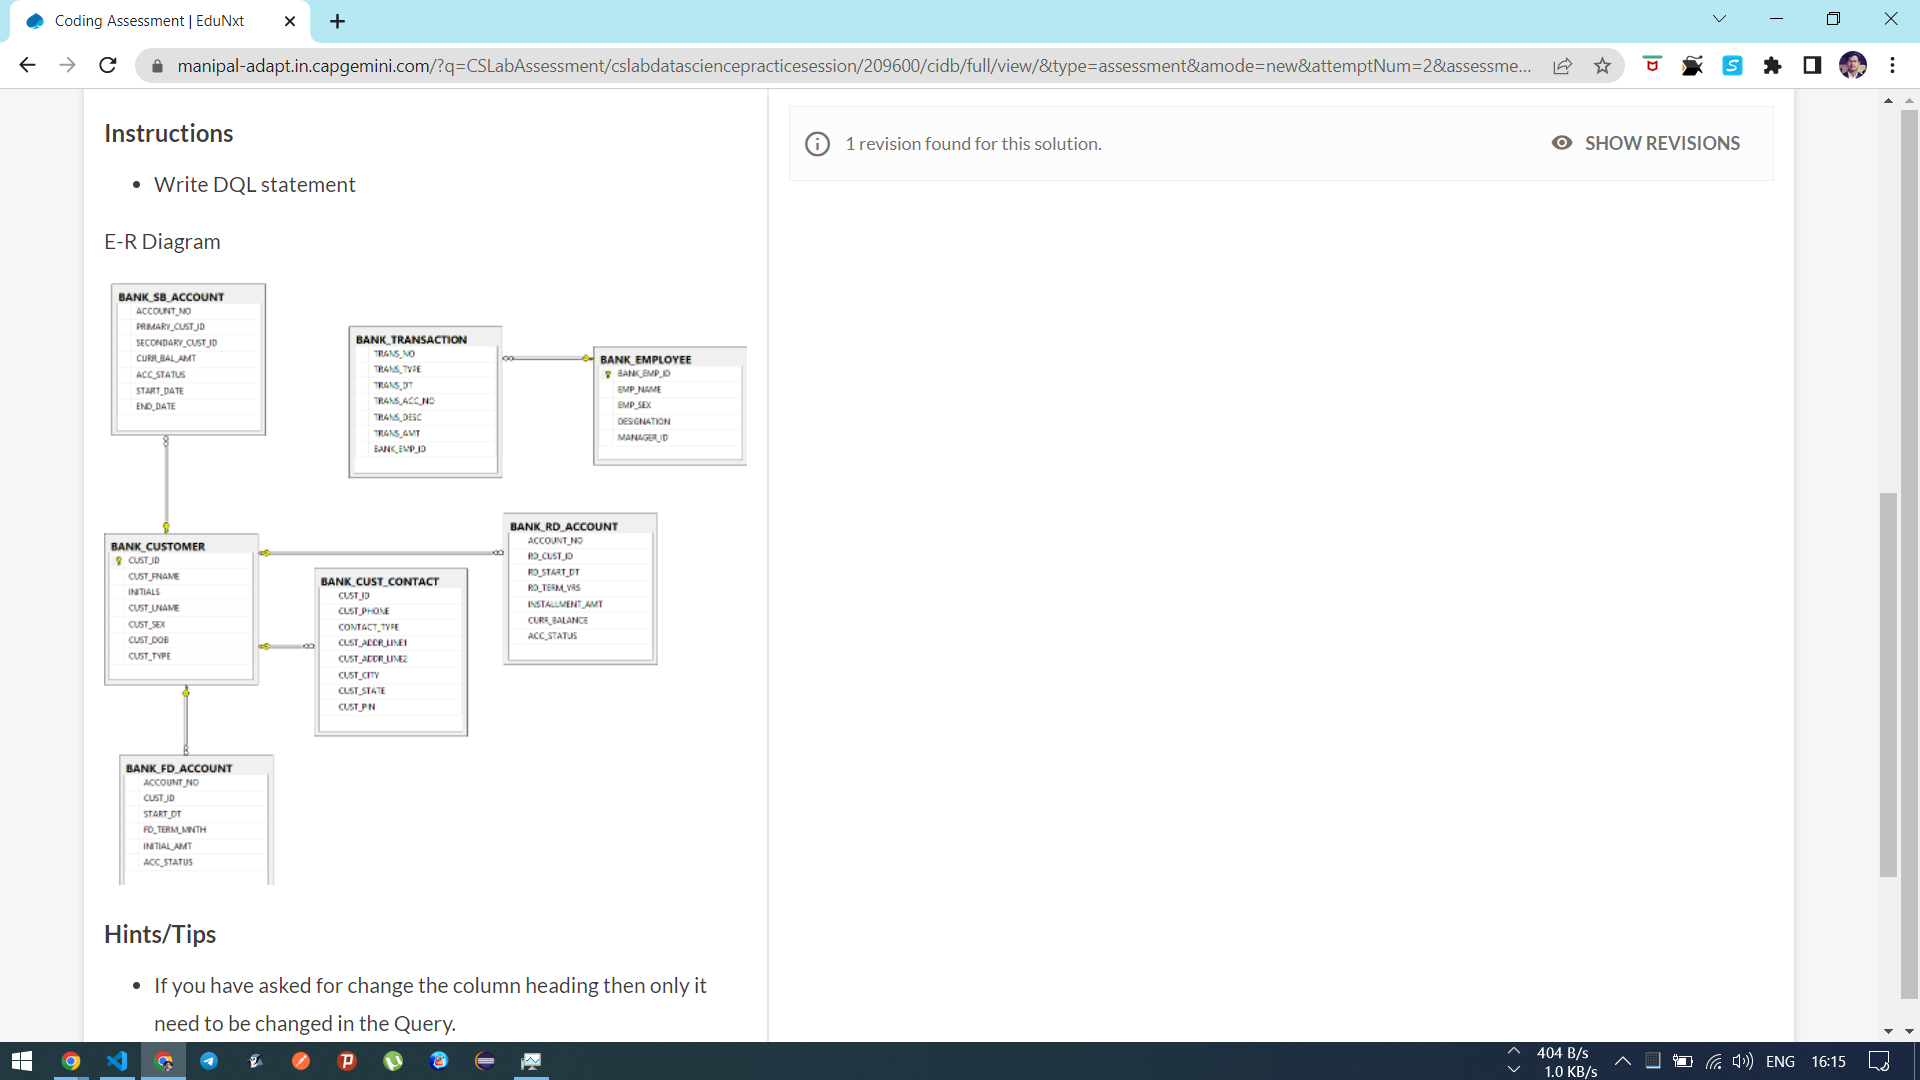 Coding Assessment | EduNxt
manipal-adapt.in.capgemini.com/?q=CSLabAssessment/cslabdatasciencepracticesession/209600/cidb/full/view/&type=assessment&amode=new&attemptNum=2&assessme...
Instructions
• Write DQL statement
E-R Diagram
BANK_SB_ACCOUNT
ACCOUNT_NO
PRIMARY_CUST_ID
SECONDARY_CUST_ID
CURR_BAL_AMT
ACC_STATUS
START_DATE
END_DATE
BANK_TRANSACTION
TRANS_NO
TRANS_TYPE
TRANS_DT
TRANS_ACC_NO
TRANS_DESC
TRANS_AMT
BANK_EMP_ID
BANK_EMPLOYEE
BANK_EMP_ID
EMP_NAME
EMP_SEX
DESIGNATION
MANAGER_ID
BANK_CUSTOMER
CUST_ID
CUST_FNAME
INITIALS
CUST_LNAME
CUST_SEX
CUST_DOB
CUST_TYPE
BANK_CUST_CONTACT
CUST_ID
CUST_PHONE
CONTACT_TYPE
CUST_ADDR_LINE1
CUST_ADDR_LINE2
CUST_CITY
CUST_STATE
CUST_PIN
BANK_RD_ACCOUNT
ACCOUNT_NO
RD_CUST_ID
RD_START_DT
RD_TERM_YRS
INSTALLMENT_AMT
CURR_BALANCE
ACC_STATUS
BANK_FD_ACCOUNT
ACCOUNT_NO
CUST_ID
START_DT
FD_TERM_MNTH
INITIAL_AMT
ACC_STATUS
Hints/Tips
• If you have asked for change the column heading then only it
need to be changed in the Query.
1 revision found for this solution.
SHOW REVISIONS
404 B/s
1.0 KB/s
ENG
16:15